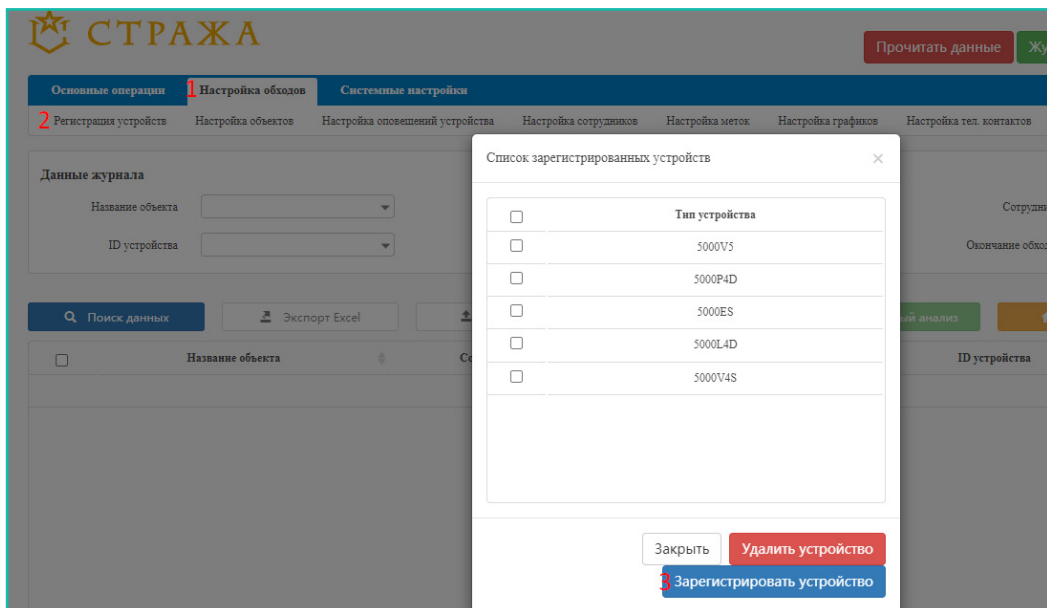 СТРАЖА
Прочитать данные
Основные операции 1 Настройка обходов Системные настройки
2 Регистрация устройств Настройка объектов Настройка оповещений устройства Настройка сотрудников Настройка меток Настройка графиков Настройка тел. контактов
Список зарегистрированных устройств ×
Данные журнала
Название объекта
ID устройства
Тип устройства
5000V5
5000P4D
5000ES
5000L4D
5000V4S
Поиск данных Экспорт Excel анализ
Название объекта ID устройства
Окончание
Закрыть Удалить устройство
3 Зарегистрировать устройство